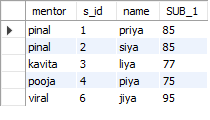 mentor s_id name SUB_1
pinal 1 priya 85
pinal 2 siya 85
kavita 3 liya 77
pooja 4 piya 75
viral 6 jiya 95